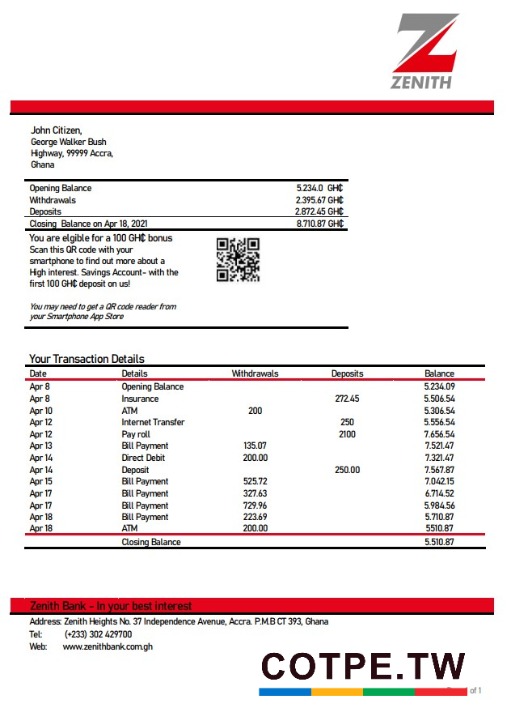 ZENITH
John Citizen,
George Walker Bush
Highway, 99999 Accra,
Ghana
Opening Balance 5.234.0 GH₵
Withdrawals 2.395.67 GH₵
Deposits 2.872.45 GH₵
Closing Balance on Apr 18, 2021 8.710.87 GH₵
You are elgible for a 100 GH₵ bonus
Scan this QR code with your
smartphone to find out more about a
High interest. Savings Account- with the
first 100 GH₵ deposit on us!
You may need to get a QR code reader from
your Smartphone App Store
Your Transaction Details
Date Details Withdrawals Deposits Balance
Apr 8 Opening Balance 5.234.09
Apr 8 Insurance 272.45 5.506.54
Apr 10 ATM 200 5.306.54
Apr 12 Internet Transfer 250 5.556.54
Apr 12 Pay roll 2100 7.656.54
Apr 13 Bill Payment 135.07 7.521.47
Apr 14 Direct Debit 200.00 7.321.47
Apr 14 Deposit 250.00 7.567.87
Apr 15 Bill Payment 525.72 7.042.15
Apr 17 Bill Payment 327.63 6.714.52
Apr 17 Bill Payment 729.96 5.984.56
Apr 18 Bill Payment 223.69 5.710.87
Apr 18 ATM 200.00 5510.87
Closing Balance 5.510.87
Zenith Bank – In your best interest
Address: Zenith Heights No. 37 Independence Avenue, Accra. P.M.B CT 393, Ghana
Tel: (+233) 302 429700
Web: www.zenithbank.com.gh
COTPE.TW
of 1